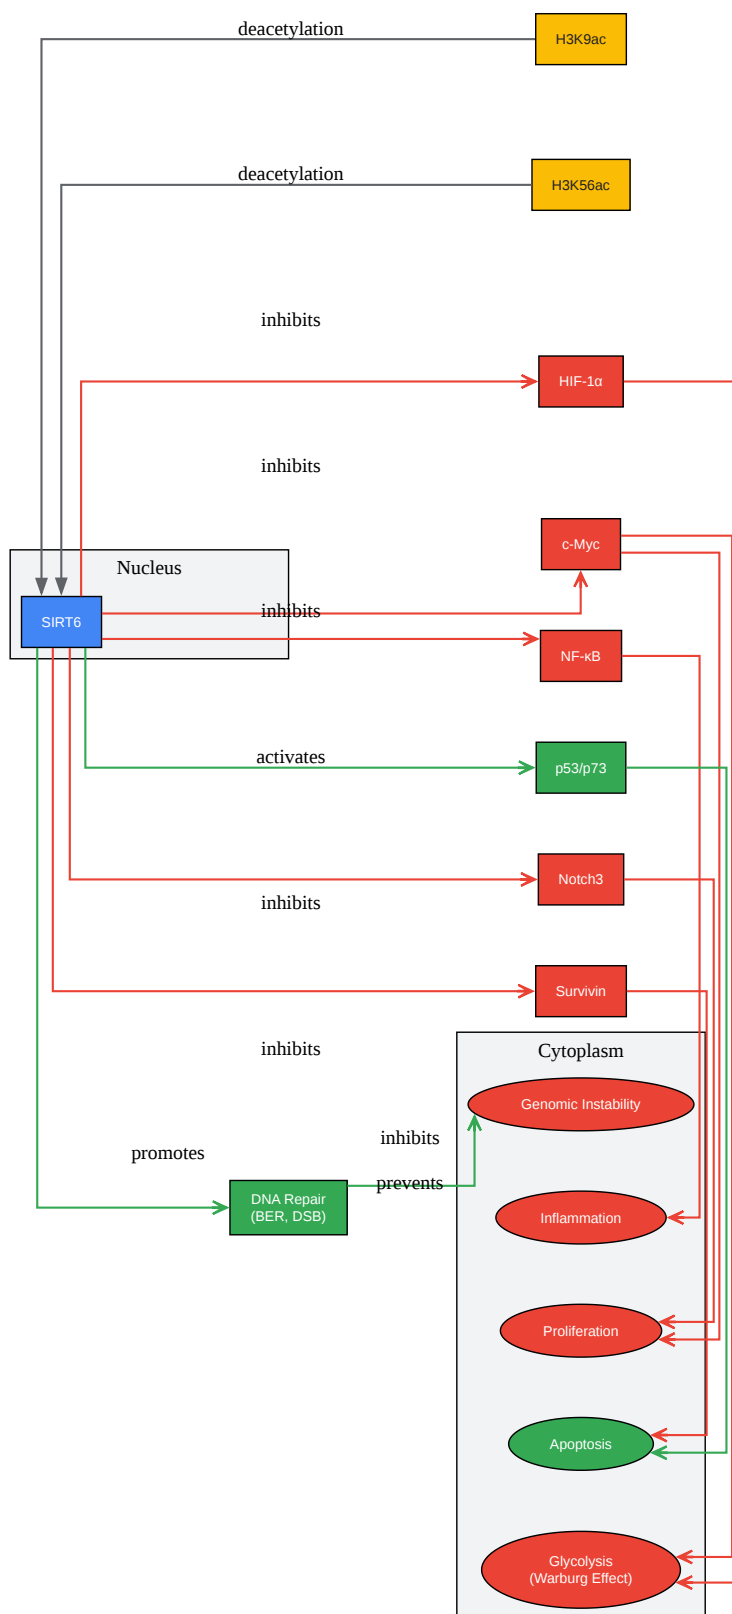 deacetylation
H3K9ac
deacetylation
H3K56ac
inhibits
HIF-1α
inhibits
c-Myc
Nucleus
inhibits
SIRT6
NF-κB
activates
p53/p73
Notch3
inhibits
Survivin
inhibits
Cytoplasm
Genomic Instability
inhibits
promotes
prevents
DNA Repair
(BER, DSB)
Inflammation
Proliferation
Apoptosis
Glycolysis
(Warburg Effect)